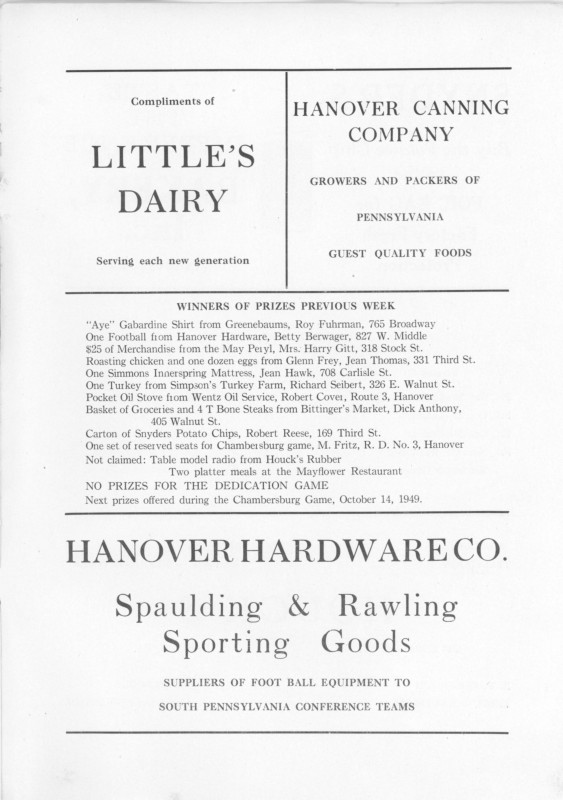 Compliments of
LITTLE'S
DAIRY
Serving each new generation
HANOVER CANNING
COMPANY
GROWERS AND PACKERS OF
PENNSYLVANIA
GUEST QUALITY FOODS
WINNERS OF PRIZES PREVIOUS WEEK
"Aye" Gabardine Shirt from Greenebaums, Roy Fuhrman, 765 Broadway
One Football from Hanover Hardware, Betty Berwager, 827 W. Middle
$25 of Merchandise from the May Peryl, Mrs. Harry Gitt, 318 Stock St.
Roasting chicken and one dozen eggs from Glenn Frey, Jean Thomas, 331 Third St.
One Simmons Innerspring Mattress, Jean Hawk, 708 Carlisle St.
One Turkey from Simpson's Turkey Farm, Richard Seibert, 326 E. Walnut St.
Pocket Oil Stove from Wentz Oil Service, Robert Cover, Route 3, Hanover
Basket of Groceries and 4 T Bone Steaks from Bittinger's Market, Dick Anthony,
405 Walnut St.
Carton of Snyders Potato Chips, Robert Reese, 169 Third St.
One set of reserved seats for Chambersburg game, M. Fritz, R. D. No. 3, Hanover
Not claimed: Table model radio from Houck's Rubber
Two platter meals at the Mayflower Restaurant
NO PRIZES FOR THE DEDICATION GAME
Next prizes offered during the Chambersburg Game, October 14, 1949.
HANOVER HARDWARE CO.
Spaulding & Rawling
Sporting Goods
SUPPLIERS OF FOOT BALL EQUIPMENT TO
SOUTH PENNSYLVANIA CONFERENCE TEAMS